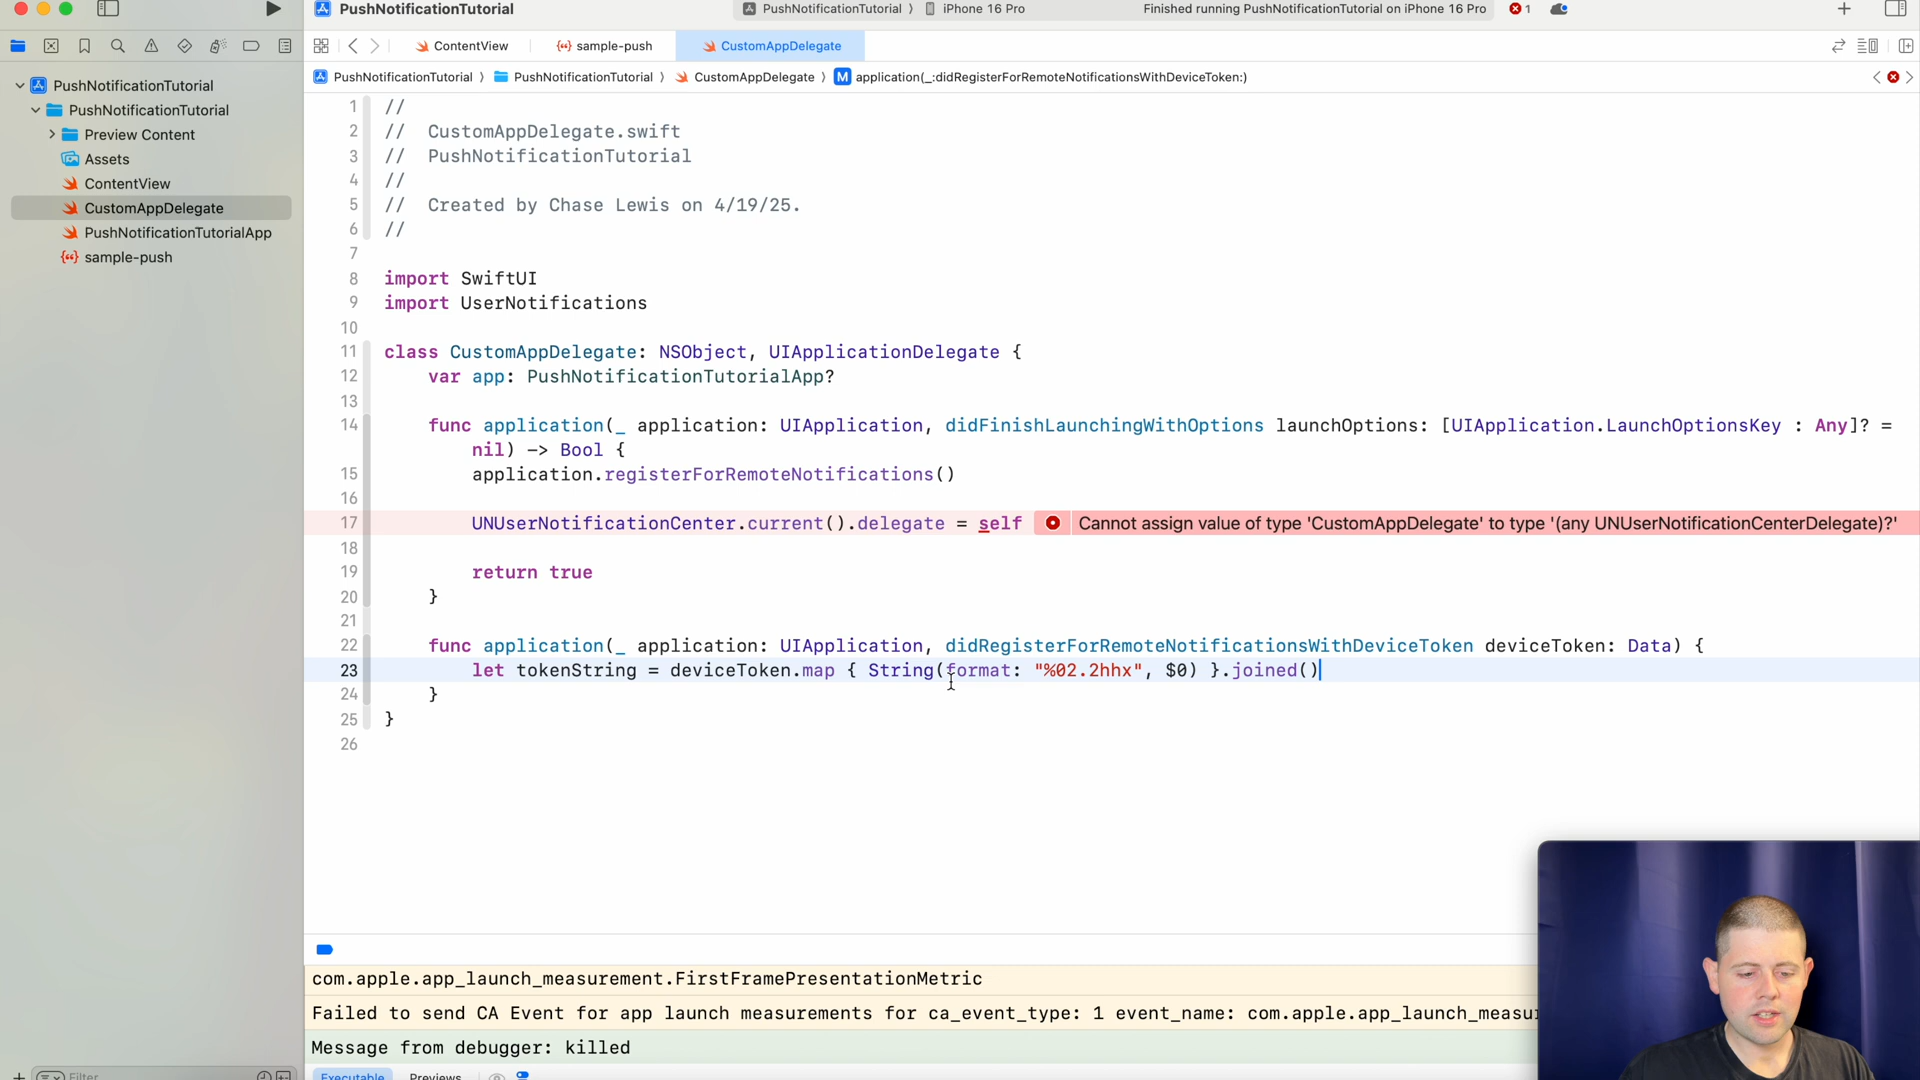 PushNotificationTutorial
PushNotificationTutorial 〉 iPhone 16 Pro
Finished running PushNotificationTutorial on iPhone 16 Pro
1
ContentView
sample-push
CustomAppDelegate
PushNotificationTutorial 〉 PushNotificationTutorial 〉 CustomAppDelegate 〉 M application(_:didRegisterForRemoteNotificationsWithDeviceToken:)
PushNotificationTutorial
PushNotificationTutorial
Preview Content
Assets
ContentView
CustomAppDelegate
PushNotificationTutorialApp
sample-push
1 //
2 // CustomAppDelegate.swift
3 // PushNotificationTutorial
4 //
5 // Created by Chase Lewis on 4/19/25.
6 //
7
8 import SwiftUI
9 import UserNotifications
10
11 class CustomAppDelegate: NSObject, UIApplicationDelegate {
12 var app: PushNotificationTutorialApp?
13
14 func application(_ application: UIApplication, didFinishLaunchingWithOptions launchOptions: [UIApplication.LaunchOptionsKey : Any]? =
nil) -> Bool {
15 application.registerForRemoteNotifications()
16
17 UNUserNotificationCenter.current().delegate = self Cannot assign value of type 'CustomAppDelegate' to type '(any UNUserNotificationCenterDelegate)?'
18
19 return true
20 }
21
22 func application(_ application: UIApplication, didRegisterForRemoteNotificationsWithDeviceToken deviceToken: Data) {
23 let tokenString = deviceToken.map { String(format: "%02.2hhx", $0) }.joined()
24 }
25 }
26
com.apple.app_launch_measurement.FirstFramePresentationMetric
Failed to send CA Event for app launch measurements for ca_event_type: 1 event_name: com.apple.app_launch_measu
Message from debugger: killed
Filter
Executable
Previews